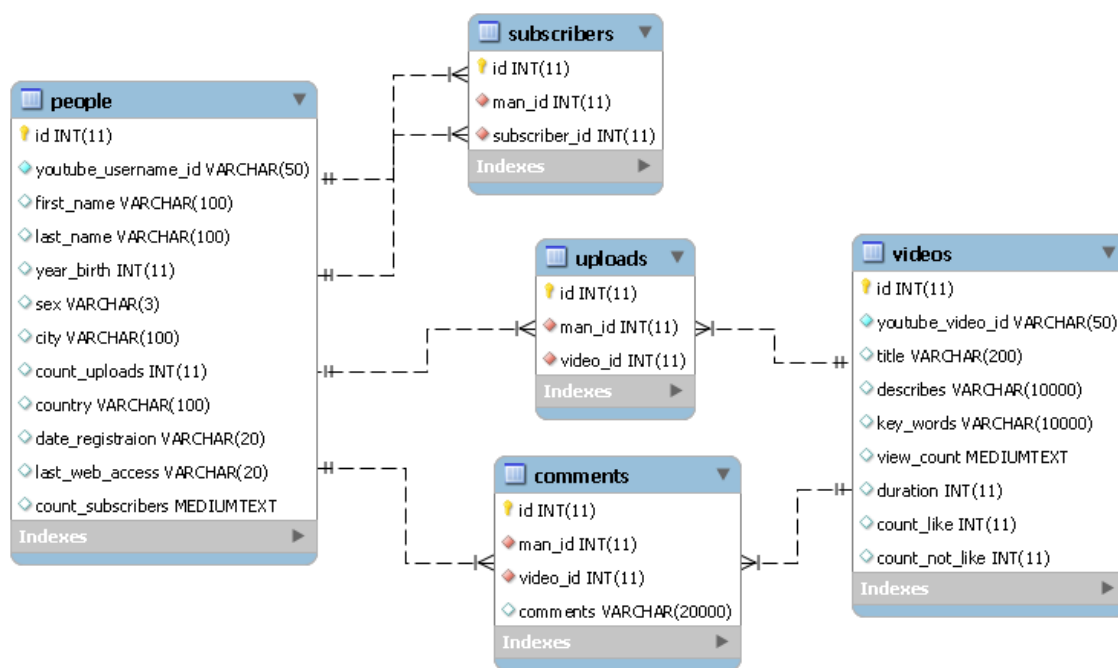 subscribers
id INT(11)
man_id INT(11)
subscriber_id INT(11)
Indexes
people
id INT(11)
youtube_username_id VARCHAR(50)
first_name VARCHAR(100)
last_name VARCHAR(100)
year_birth INT(11)
sex VARCHAR(3)
city VARCHAR(100)
count_uploads INT(11)
country VARCHAR(100)
date_registraion VARCHAR(20)
last_web_access VARCHAR(20)
count_subscribers MEDIUMTEXT
Indexes
uploads
id INT(11)
man_id INT(11)
video_id INT(11)
Indexes
videos
id INT(11)
youtube_video_id VARCHAR(50)
title VARCHAR(200)
describes VARCHAR(10000)
key_words VARCHAR(10000)
view_count MEDIUMTEXT
duration INT(11)
count_like INT(11)
count_not_like INT(11)
Indexes
comments
id INT(11)
man_id INT(11)
video_id INT(11)
comments VARCHAR(20000)
Indexes